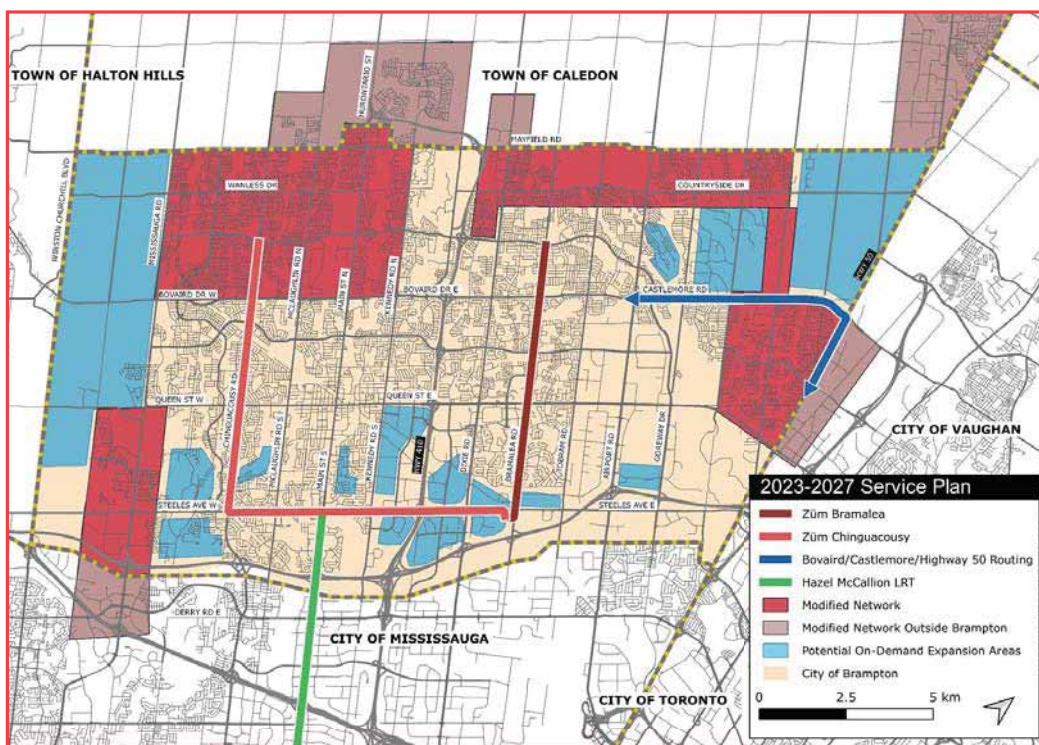 TOWN OF HALTON HILLS
HURONTARIO ST
TOWN OF CALEDON
MAYFIELD RD
WINSTON CHURCHILL BLVD
MISSISSAUGA RD
WANLESS DR
COUNTRYSIDE DR
MCLAUGHLIN RD N
MAIN ST N
KENNEDY RD N
HWY 50
BOVAIRD DR W
BOVAIRD DR E
CASTLEMORE RD
CHINGUACOUSY RD
QUEEN ST W
QUEEN ST E
MCLAUGHLIN RD S
MAIN ST S
KENNEDY RD S
HWY 410
DIXIE RD
BRAMALEA RD
TORBRAM RD
AIRPORT RD
GOREWAY DR
CITY OF VAUGHAN
STEELES AVE W
STEELES AVE E
DERRY RD E
CITY OF MISSISSAUGA
CITY OF TORONTO
2023-2027 Service Plan
Züm Bramalea
Züm Chinguacousy
Bovaird/Castlemore/Highway 50 Routing
Hazel McCallion LRT
Modified Network
Modified Network Outside Brampton
Potential On-Demand Expansion Areas
City of Brampton
0 2.5 5 km